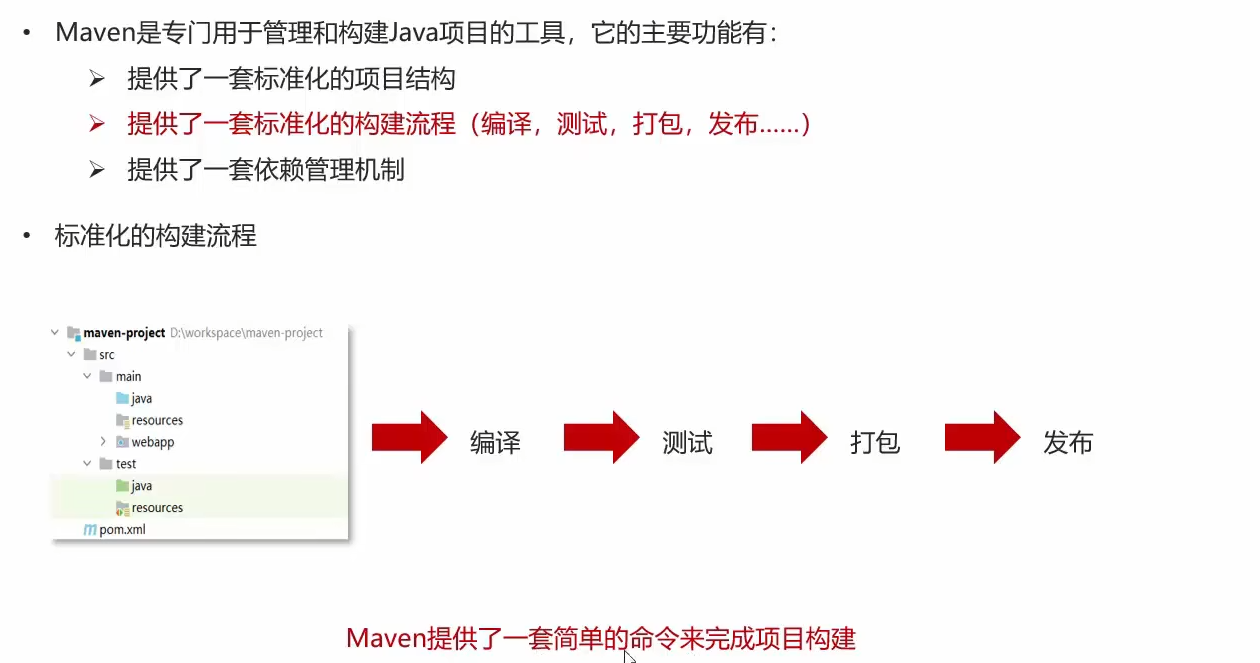 • Maven是专门用于管理和构建Java项目的工具，它的主要功能有：
➢ 提供了一套标准化的项目结构
➢ 提供了一套标准化的构建流程（编译，测试，打包，发布……）
➢ 提供了一套依赖管理机制
• 标准化的构建流程
maven-project D:\workspace\maven-project
src
main
java
resources
webapp
test
java
resources
pom.xml
编译 测试 打包 发布
Maven提供了一套简单的命令来完成项目构建